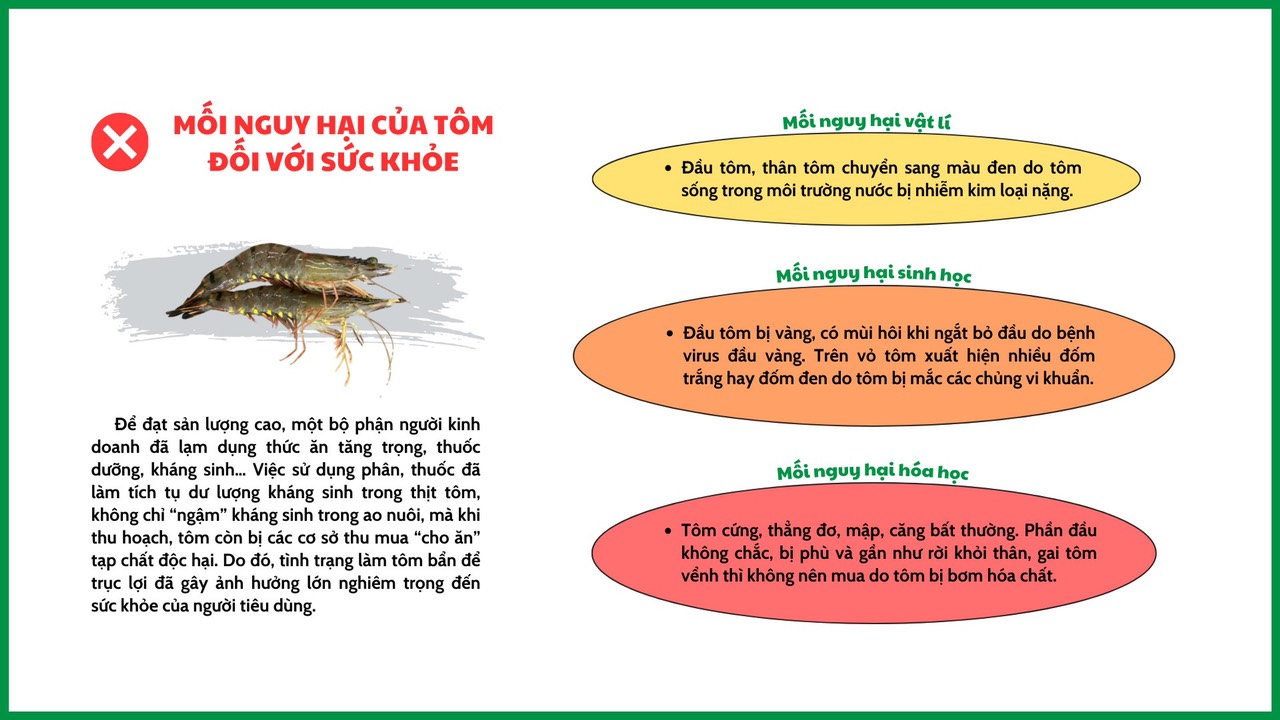 MỐI NGUY HẠI CỦA TÔM
ĐỐI VỚI SỨC KHỎE
Để đạt sản lượng cao, một bộ phận người kinh
doanh đã lạm dụng thức ăn tăng trọng, thuốc
dưỡng, kháng sinh... Việc sử dụng phân, thuốc đã
làm tích tụ dư lượng kháng sinh trong thịt tôm,
không chỉ “ngậm” kháng sinh trong ao nuôi, mà khi
thu hoạch, tôm còn bị các cơ sở thu mua “cho ăn”
tạp chất độc hại. Do đó, tình trạng làm tôm bẩn để
trục lợi đã gây ảnh hưởng lớn nghiêm trọng đến
sức khỏe của người tiêu dùng.
Mối nguy hại vật lí
• Đầu tôm, thân tôm chuyển sang màu đen do tôm
sống trong môi trường nước bị nhiễm kim loại nặng.
Mối nguy hại sinh học
• Đầu tôm bị vàng, có mùi hôi khi ngắt bỏ đầu do bệnh
virus đầu vàng. Trên vỏ tôm xuất hiện nhiều đốm
trắng hay đốm đen do tôm bị mắc các chủng vi khuẩn.
Mối nguy hại hóa học
• Tôm cứng, thẳng đơ, mập, căng bất thường. Phần đầu
không chắc, bị phù và gần như rời khỏi thân, gai tôm
vểnh thì không nên mua do tôm bị bơm hóa chất.